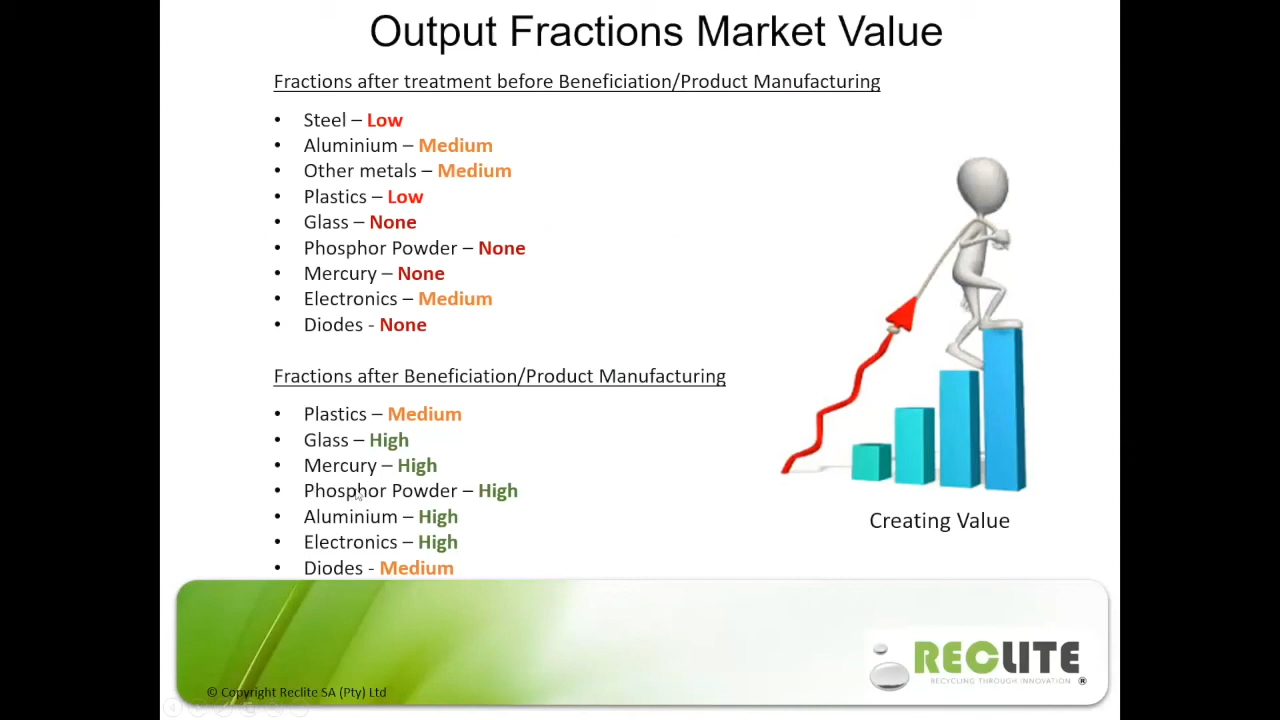 Output Fractions Market Value
Fractions after treatment before Beneficiation/Product Manufacturing
• Steel – Low
• Aluminium – Medium
• Other metals – Medium
• Plastics – Low
• Glass – None
• Phosphor Powder – None
• Mercury – None
• Electronics – Medium
• Diodes - None
Fractions after Beneficiation/Product Manufacturing
• Plastics – Medium
• Glass – High
• Mercury – High
• Phosphor Powder – High
• Aluminium – High
• Electronics – High
• Diodes - Medium
Creating Value
RECLITE
RECYCLING THROUGH INNOVATION ®
© Copyright Reclite SA (Pty) Ltd